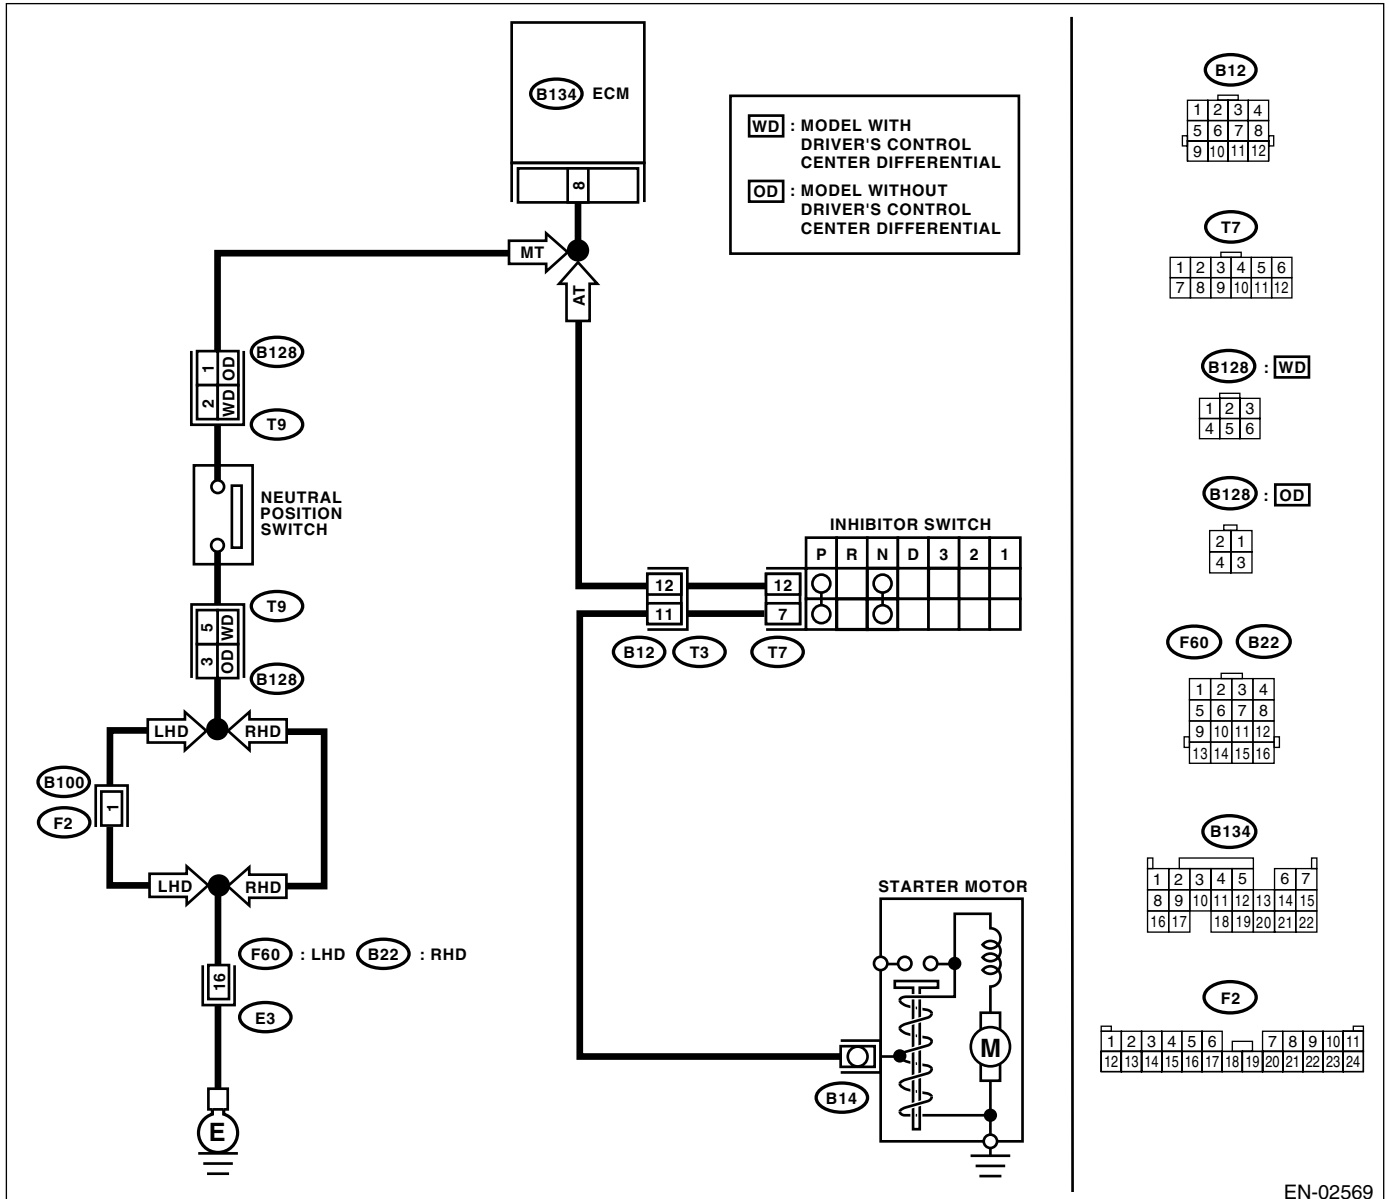 B134 ECM
8
WD : MODEL WITH
DRIVER'S CONTROL
CENTER DIFFERENTIAL
OD : MODEL WITHOUT
DRIVER'S CONTROL
CENTER DIFFERENTIAL
MT
AT
B128
1 OD
2 WD
T9
NEUTRAL
POSITION
SWITCH
T9
5 WD
3 OD
B128
LHD RHD
B100
1
F2
LHD RHD
F60 : LHD B22 : RHD
16
E3
E
INHIBITOR SWITCH
P R N D 3 2 1
12 12
11 7
B12 T3 T7
STARTER MOTOR
M
B14
B12
1 2 3 4
5 6 7 8
9 10 11 12
T7
1 2 3 4 5 6
7 8 9 10 11 12
B128 : WD
1 2 3
4 5 6
B128 : OD
2 1
4 3
F60 B22
1 2 3 4
5 6 7 8
9 10 11 12
13 14 15 16
B134
1 2 3 4 5 6 7
8 9 10 11 12 13 14 15
16 17 18 19 20 21 22
F2
1 2 3 4 5 6 7 8 9 10 11
12 13 14 15 16 17 18 19 20 21 22 23 24
EN-02569